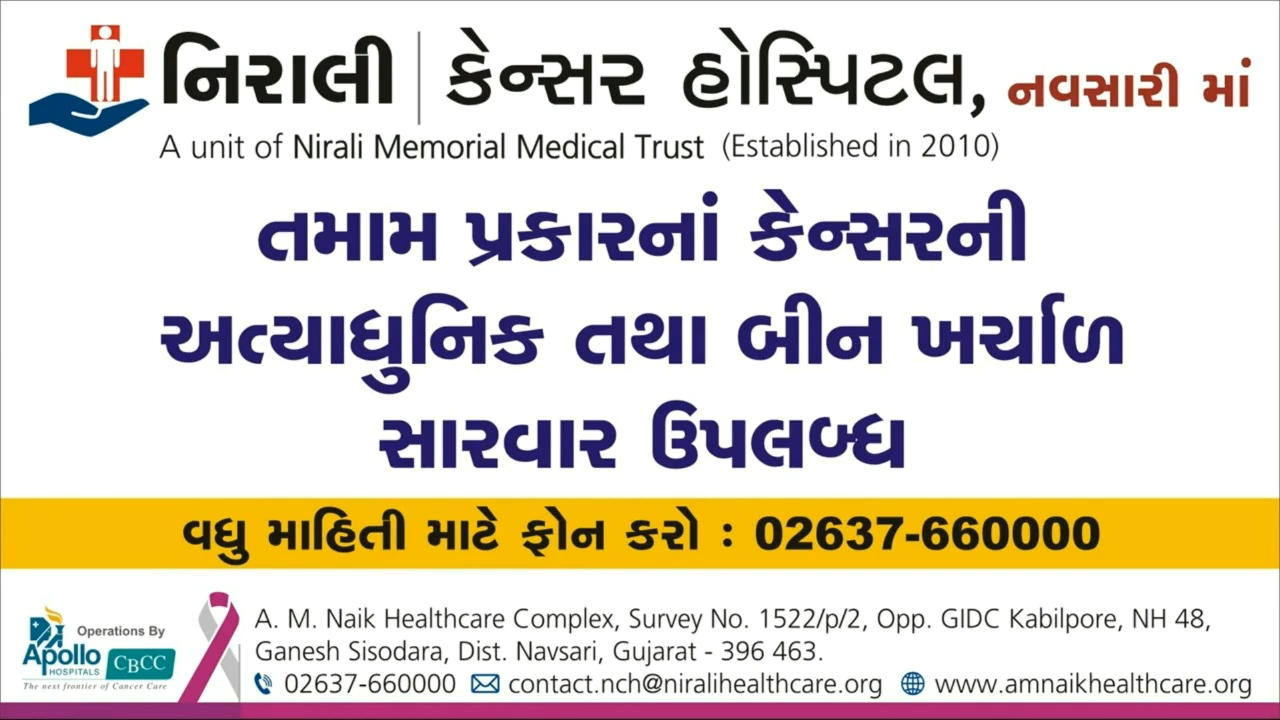 નિરાલી | કેન્સર હોસ્પિટલ, નવસારી માં
A unit of Nirali Memorial Medical Trust (Established in 2010)
તમામ પ્રકારનાં કેન્સરની
અત્યાધુનિક તથા બીન ખર્ચાળ
સારવાર ઉપલબ્ધ
વધુ માહિતી માટે ફોન કરો : 02637-660000
Operations By
Apollo
HOSPITALS
CBCC
The next frontier of Cancer Care
A. M. Naik Healthcare Complex, Survey No. 1522/p/2, Opp. GIDC Kabilpore, NH 48,
Ganesh Sisodara, Dist. Navsari, Gujarat - 396 463.
02637-660000 contact.nch@niralihealthcare.org www.amnaikhealthcare.org